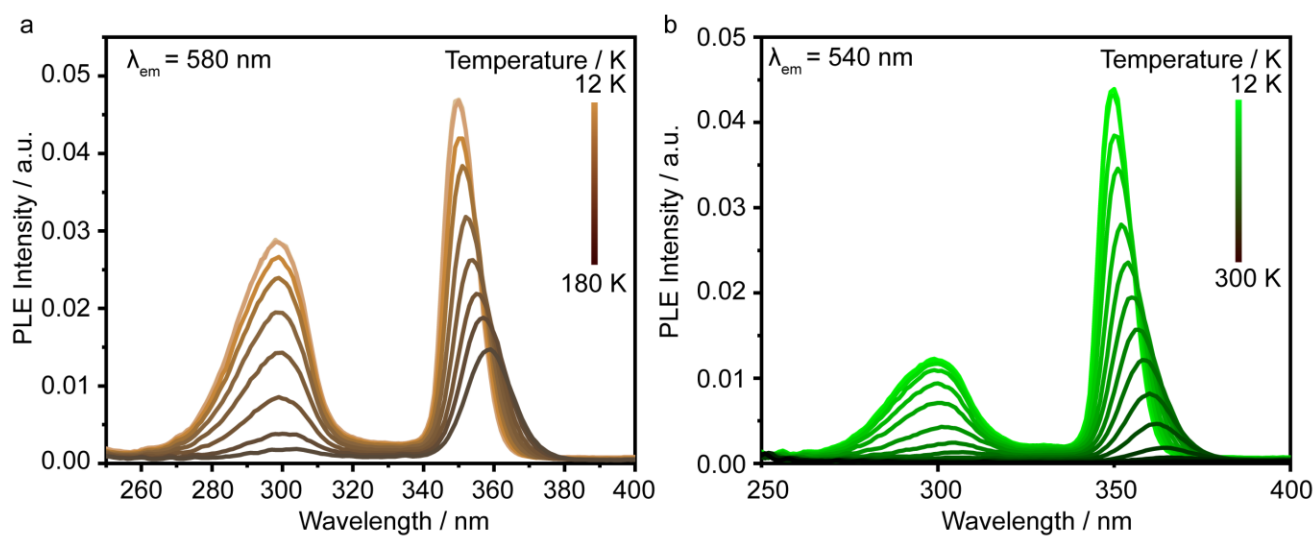 a
λem = 580 nm
Temperature / K
12 K
180 K
PLE Intensity / a.u.
0.05
0.04
0.03
0.02
0.01
0.00
260 280 300 320 340 360 380 400
Wavelength / nm
b
λem = 540 nm
Temperature / K
12 K
300 K
PLE Intensity / a.u.
0.05
0.04
0.03
0.02
0.01
0.00
250 300 350 400
Wavelength / nm